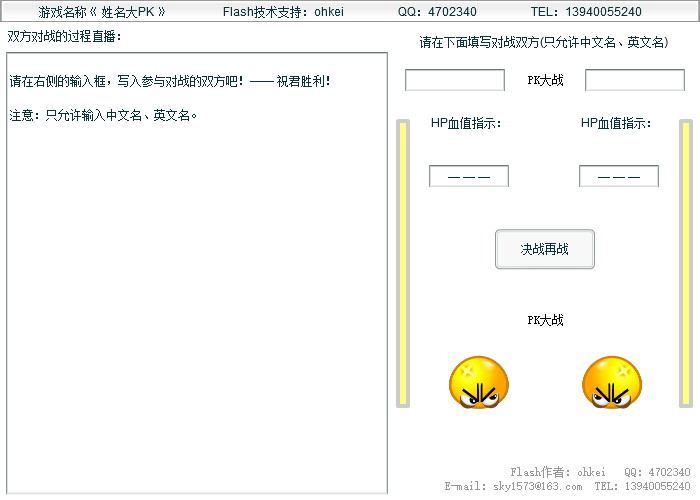 游戏名称《 姓名大PK 》 Flash技术支持：ohkei QQ：4702340 TEL：13940055240
双方对战的过程直播：
请在右侧的输入框，写入参与对战的双方吧！——祝君胜利！
注意：只允许输入中文名、英文名。
请在下面填写对战双方(只允许中文名、英文名)
PK大战
HP血值指示： HP血值指示：
——— ———
决战再战
PK大战
Flash作者：ohkei QQ：4702340
E-mail：sky1573@163.com TEL：13940055240